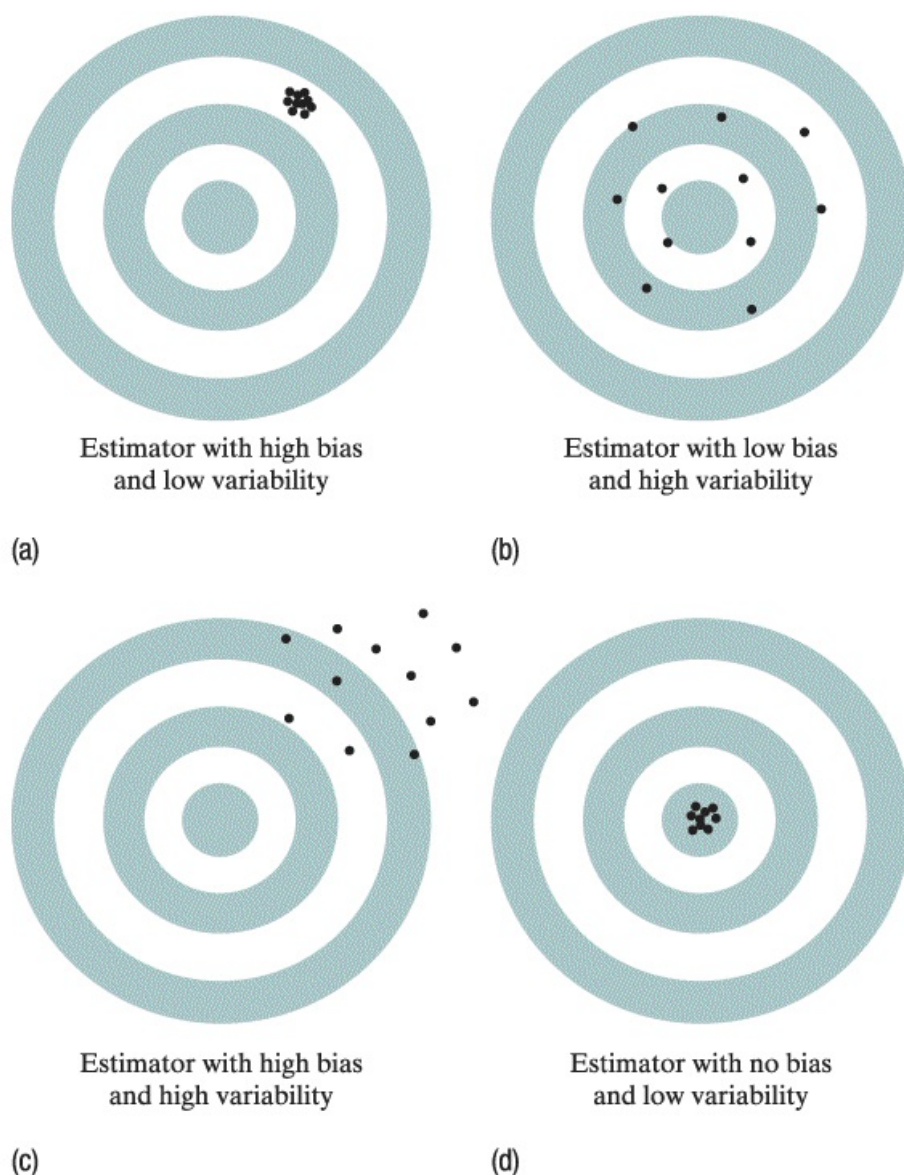 Estimator with high bias
and low variability
(a)
Estimator with low bias
and high variability
(b)
Estimator with high bias
and high variability
(c)
Estimator with no bias
and low variability
(d)